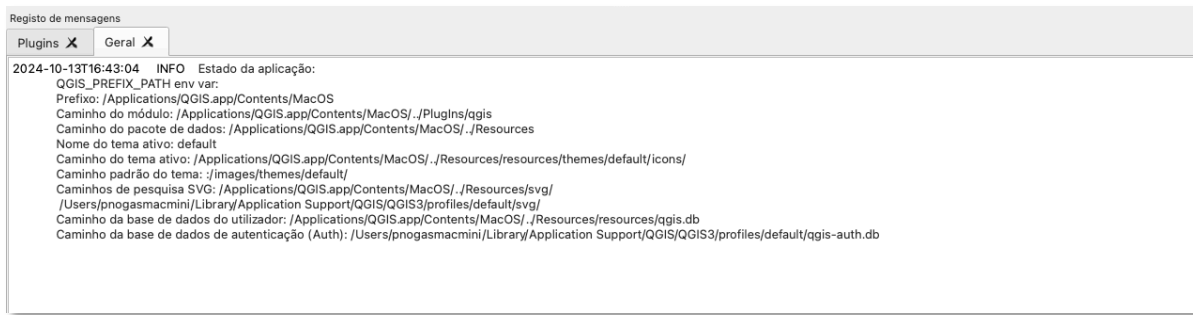 Registo de mensagens
Plugins X Geral X
2024-10-13T16:43:04 INFO Estado da aplicação:
QGIS_PREFIX_PATH env var:
Prefixo: /Applications/QGIS.app/Contents/MacOS
Caminho do módulo: /Applications/QGIS.app/Contents/MacOS/../PlugIns/qgis
Caminho do pacote de dados: /Applications/QGIS.app/Contents/MacOS/../Resources
Nome do tema ativo: default
Caminho do tema ativo: /Applications/QGIS.app/Contents/MacOS/../Resources/resources/themes/default/icons/
Caminho padrão do tema: :/images/themes/default/
Caminhos de pesquisa SVG: /Applications/QGIS.app/Contents/MacOS/../Resources/svg/
/Users/pnogasmacmini/Library/Application Support/QGIS/QGIS3/profiles/default/svg/
Caminho da base de dados do utilizador: /Applications/QGIS.app/Contents/MacOS/../Resources/resources/qgis.db
Caminho da base de dados de autenticação (Auth): /Users/pnogasmacmini/Library/Application Support/QGIS/QGIS3/profiles/default/qgis-auth.db